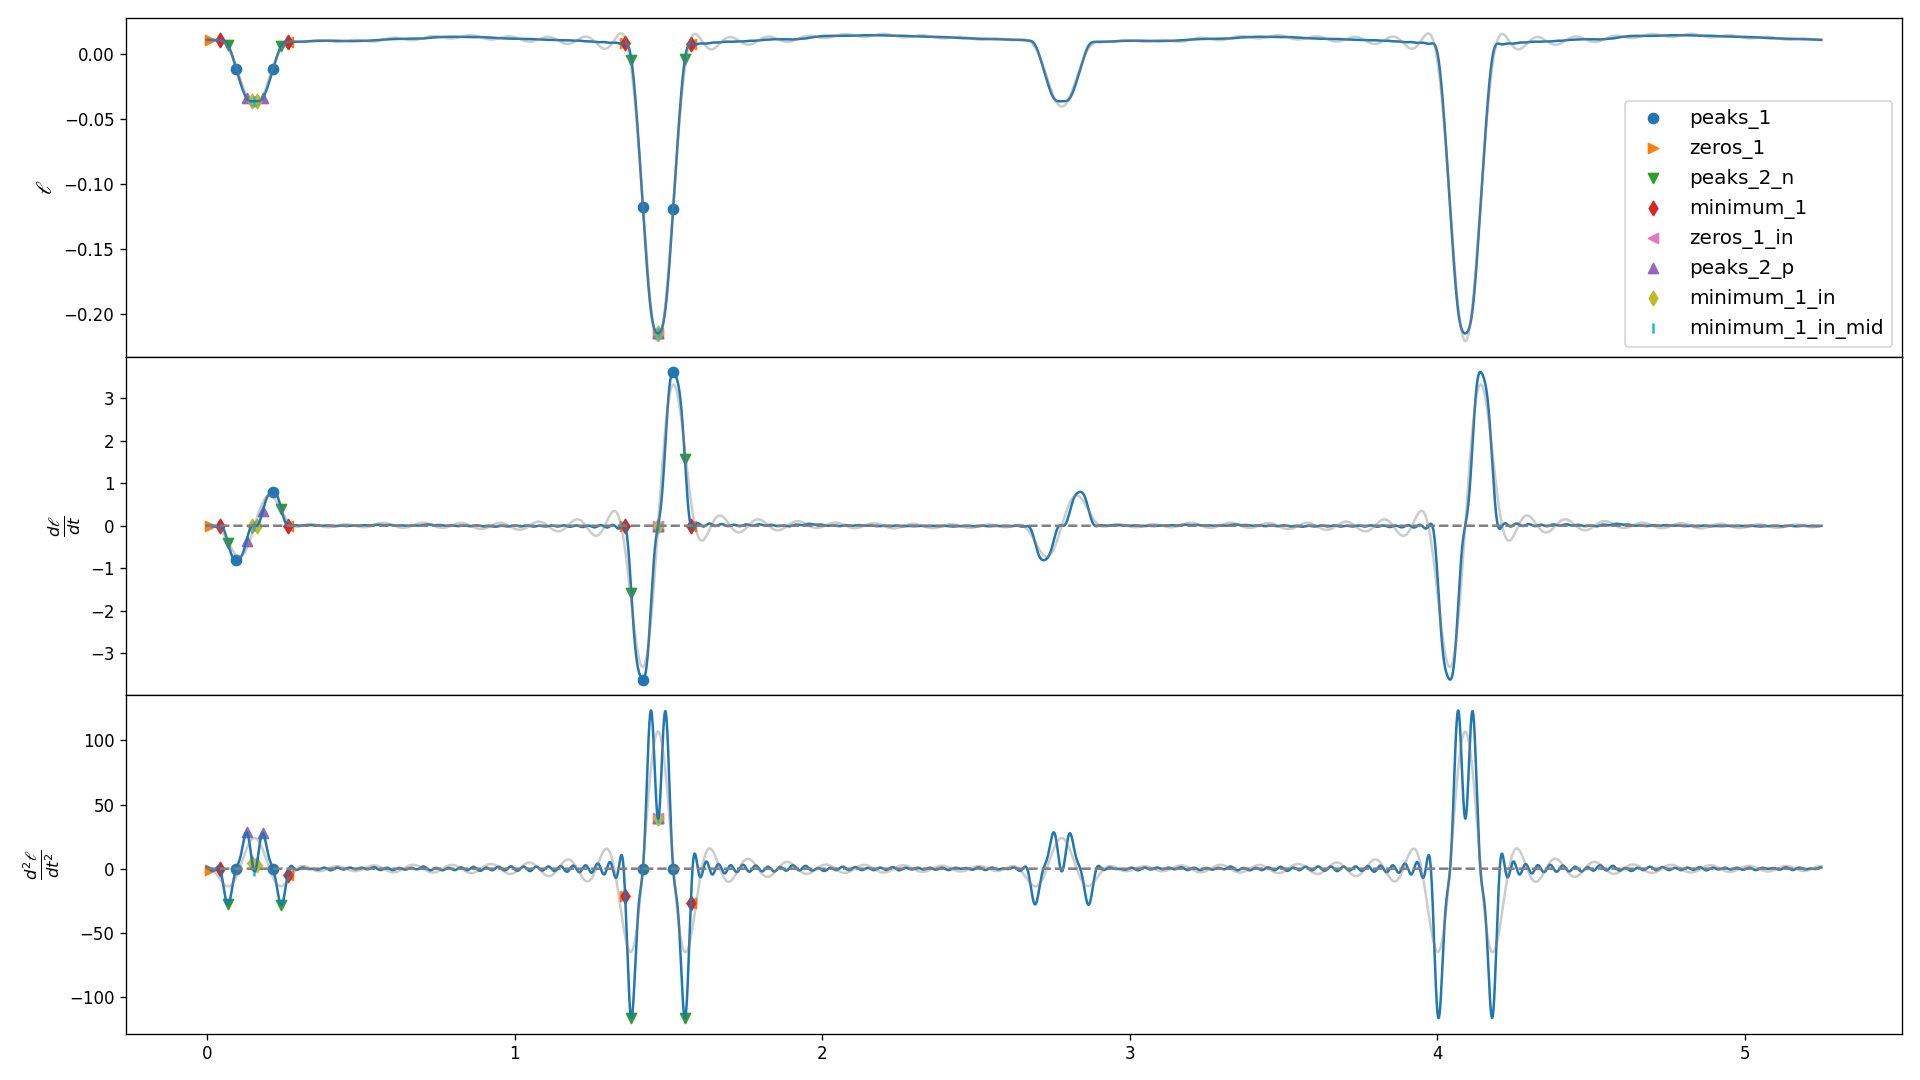 ℓ
0.00
−0.05
−0.10
−0.15
−0.20
peaks_1
zeros_1
peaks_2_n
minimum_1
zeros_1_in
peaks_2_p
minimum_1_in
minimum_1_in_mid
dℓ/dt
3
2
1
0
−1
−2
−3
d²ℓ/dt²
100
50
0
−50
−100
0 1 2 3 4 5